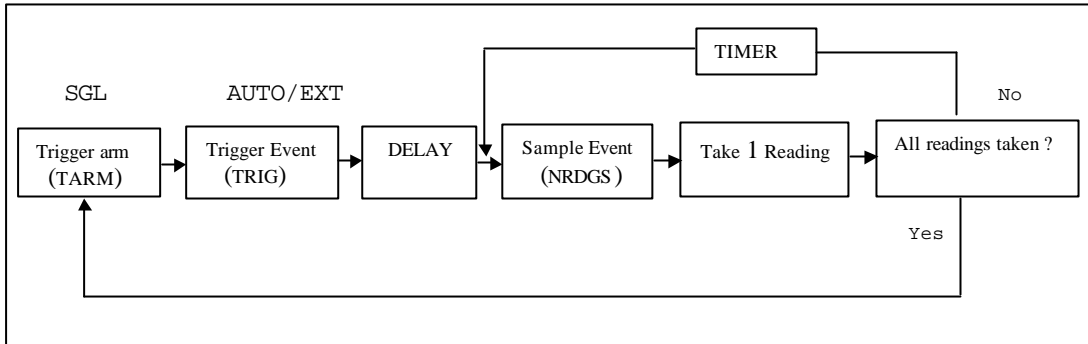 TIMER
SGL
AUTO/EXT
No
Trigger arm
(TARM)
Trigger Event
(TRIG)
DELAY
Sample Event
(NRDGS)
Take 1 Reading
All readings taken ?
Yes